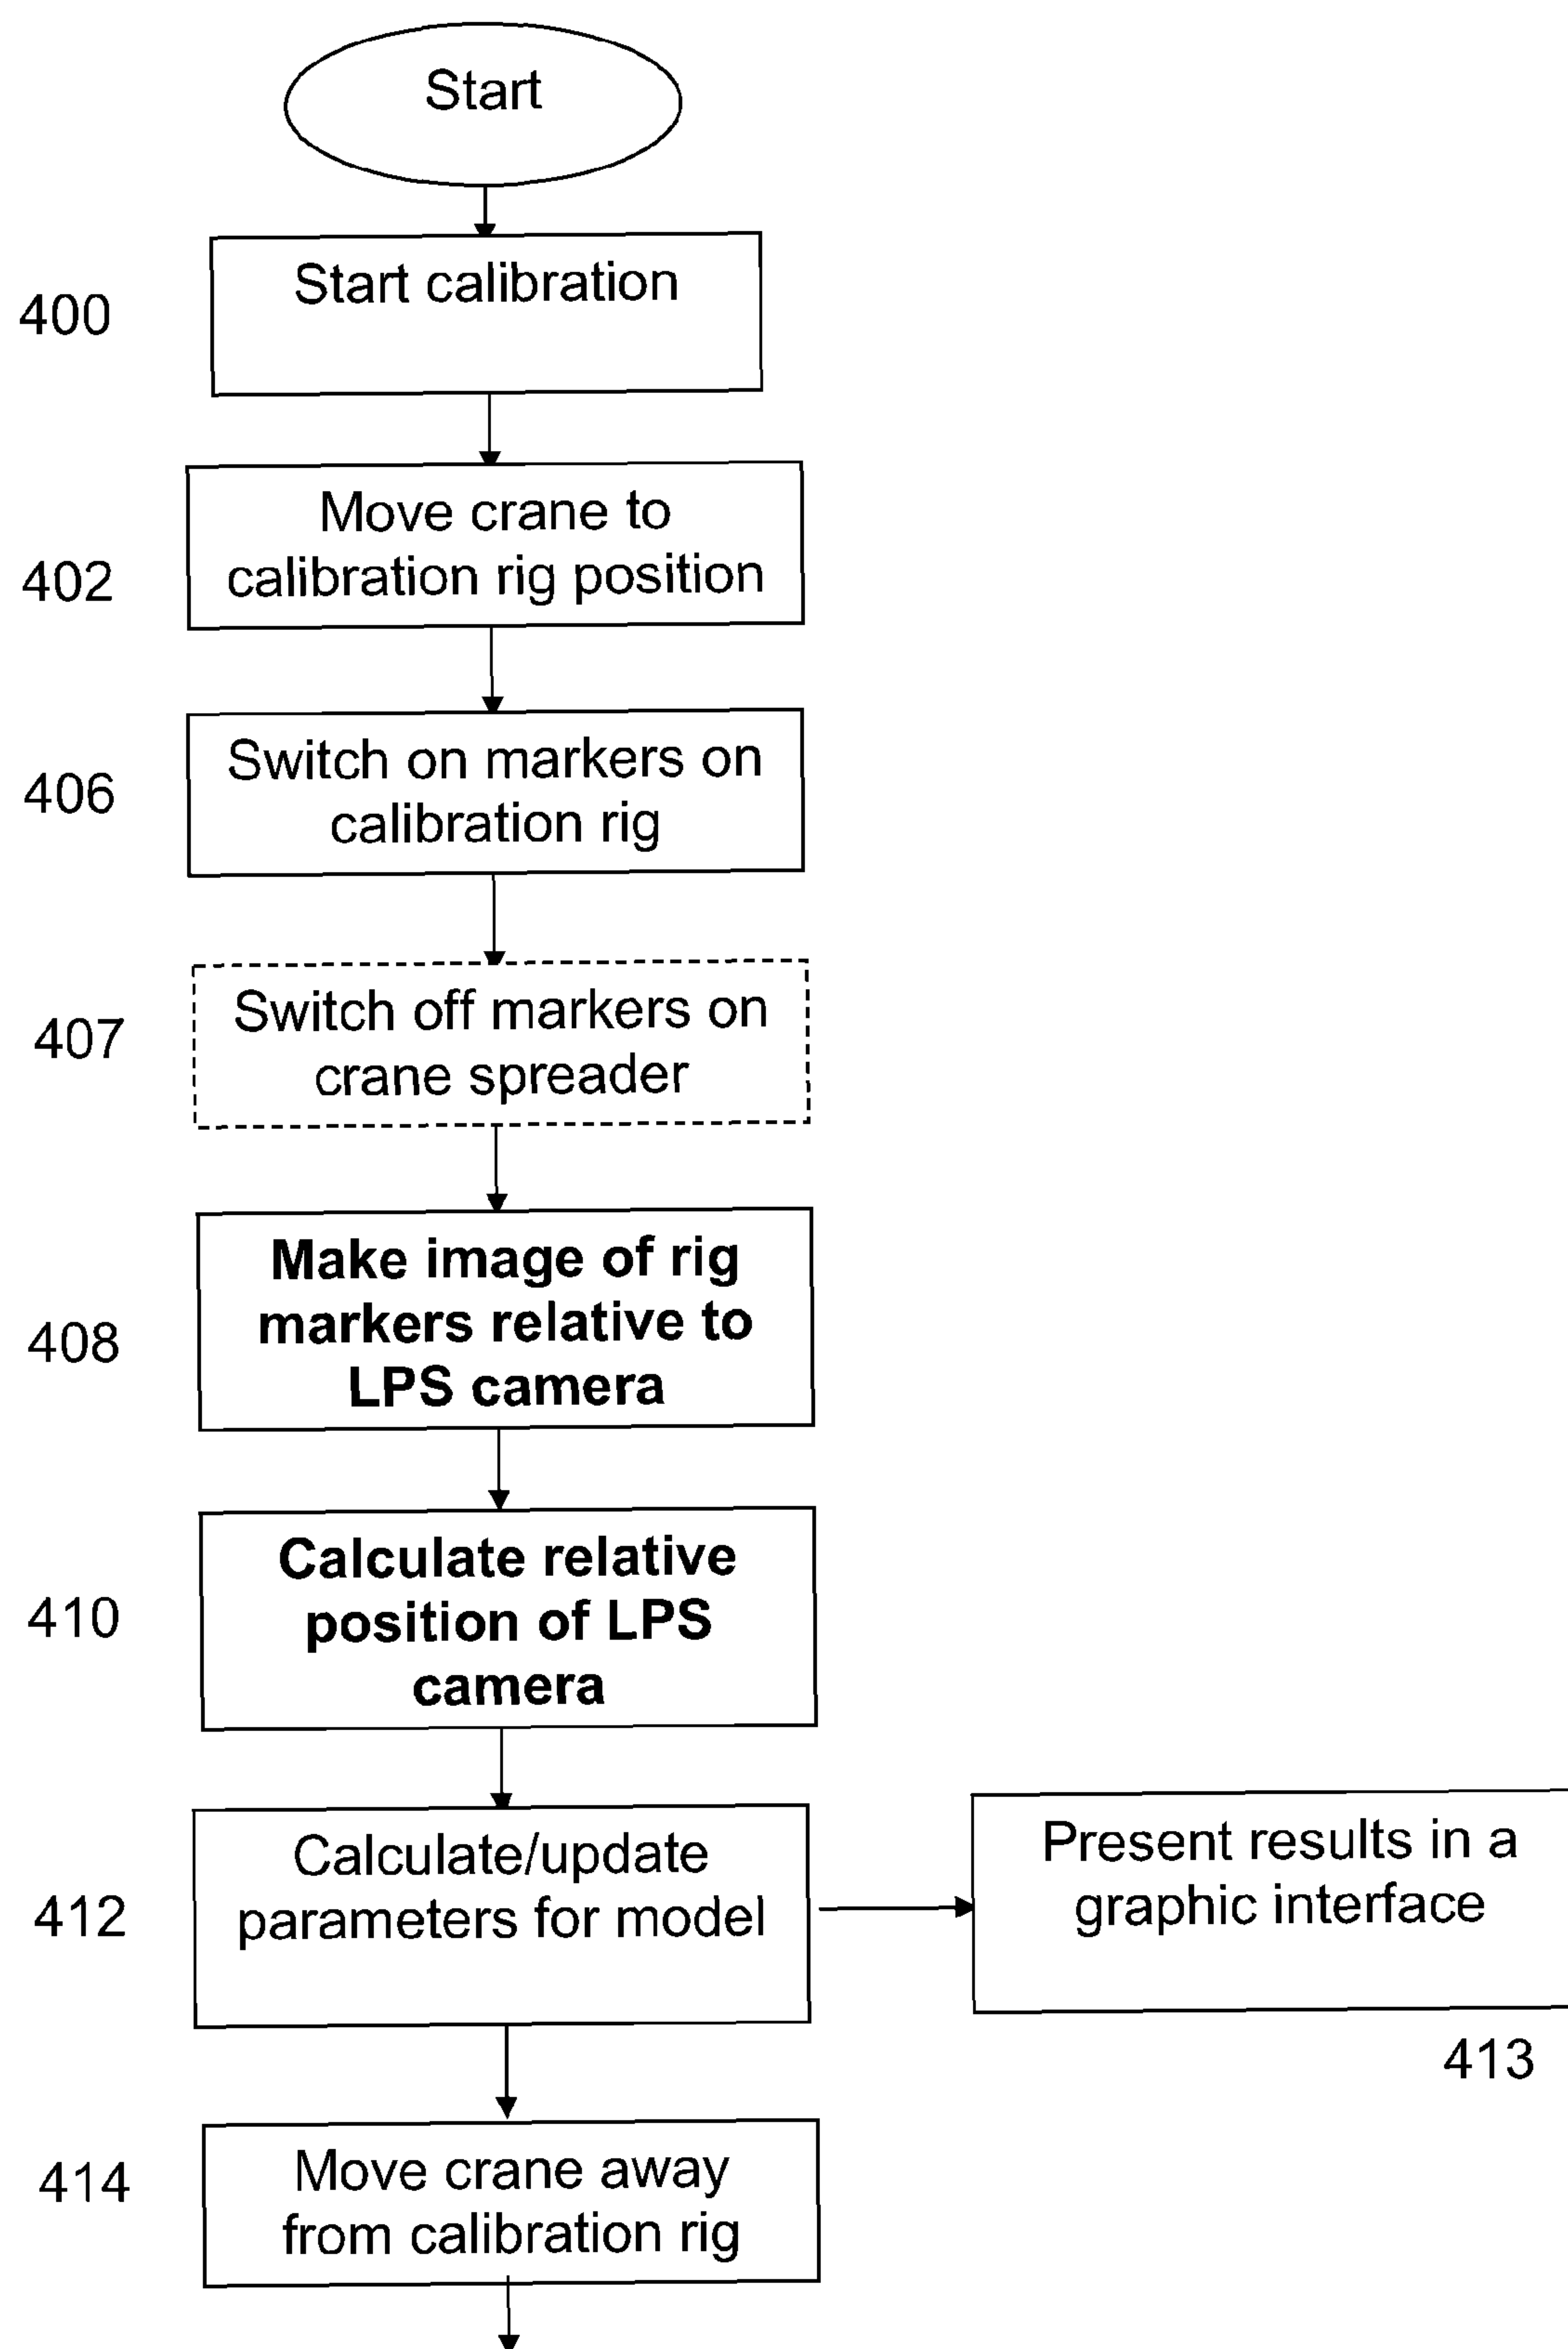 Start
400
Start calibration
402
Move crane to
calibration rig position
406
Switch on markers on
calibration rig
407
Switch off markers on
crane spreader
408
Make image of rig
markers relative to
LPS camera
410
Calculate relative
position of LPS
camera
412
Calculate/update
parameters for model
Present results in a
graphic interface
413
414
Move crane away
from calibration rig